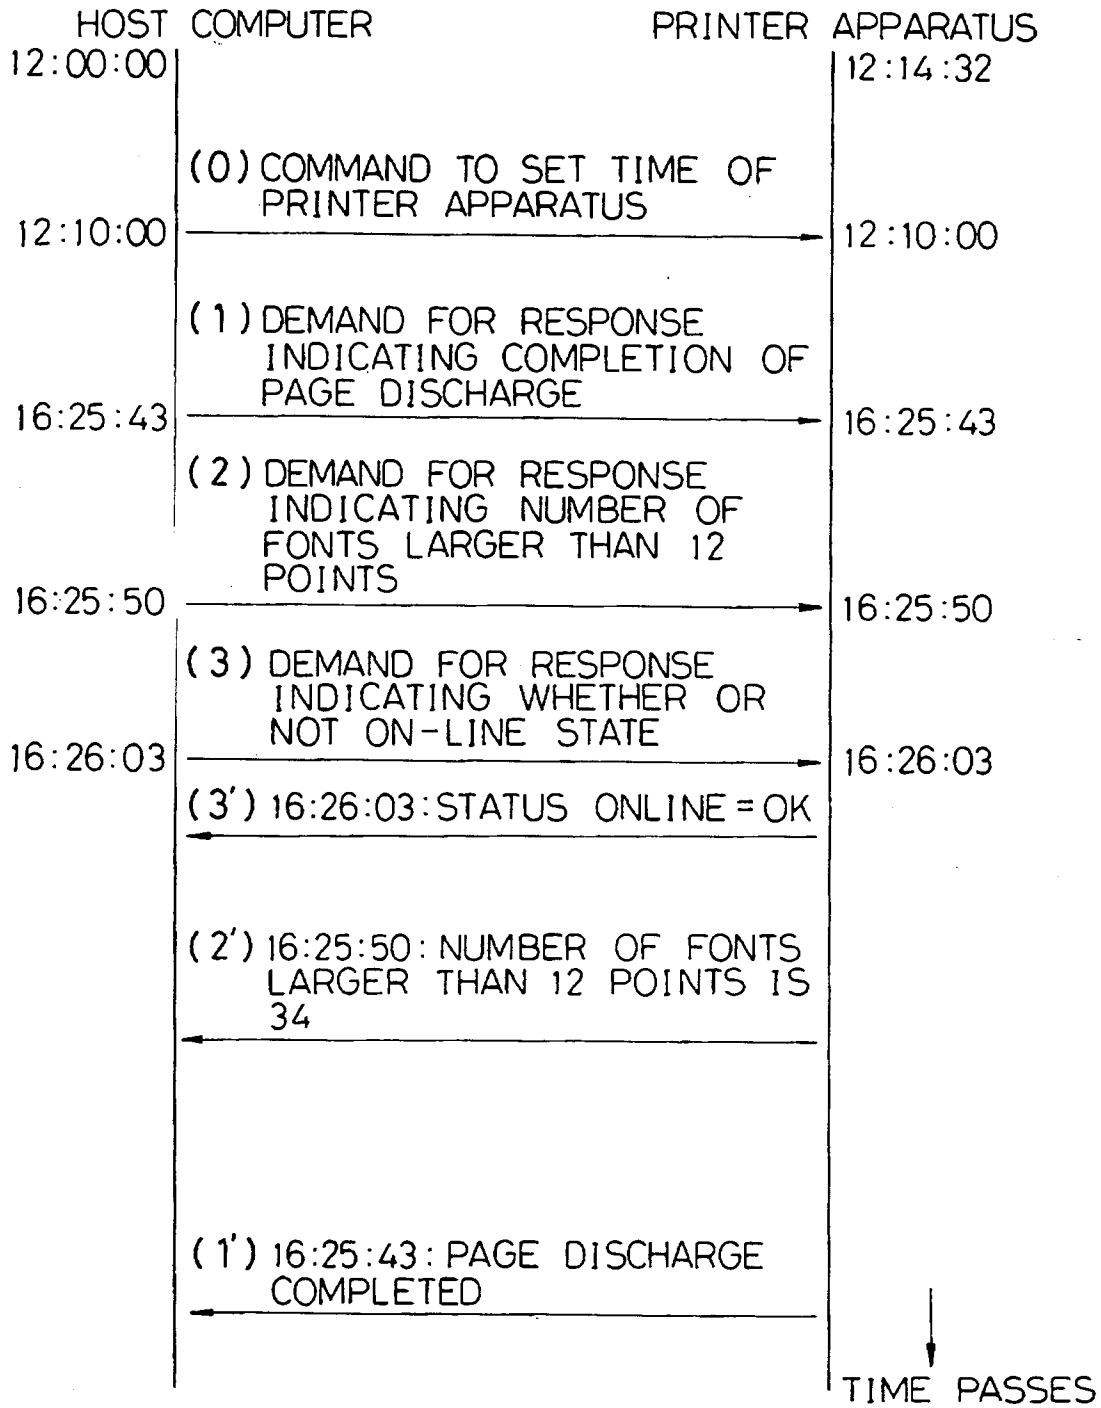 HOST COMPUTER
PRINTER APPARATUS
12:00:00
12:14:32
(0) COMMAND TO SET TIME OF
PRINTER APPARATUS
12:10:00
12:10:00
(1) DEMAND FOR RESPONSE
INDICATING COMPLETION OF
PAGE DISCHARGE
16:25:43
16:25:43
(2) DEMAND FOR RESPONSE
INDICATING NUMBER OF
FONTS LARGER THAN 12
POINTS
16:25:50
16:25:50
(3) DEMAND FOR RESPONSE
INDICATING WHETHER OR
NOT ON-LINE STATE
16:26:03
16:26:03
(3') 16:26:03: STATUS ONLINE = OK
(2') 16:25:50: NUMBER OF FONTS
LARGER THAN 12 POINTS IS
34
(1') 16:25:43: PAGE DISCHARGE
COMPLETED
TIME PASSES